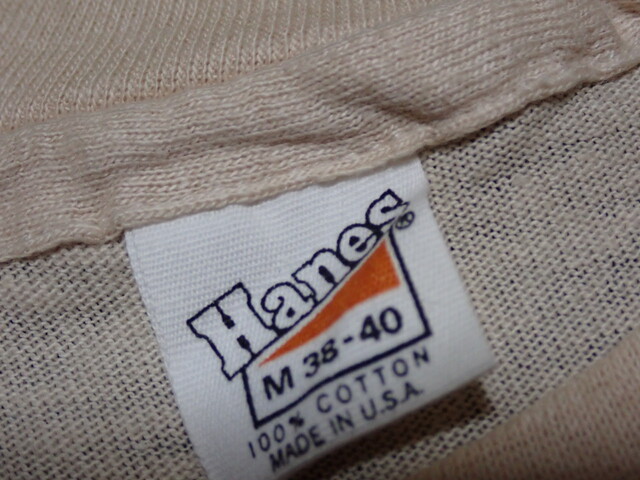 Hanes®
M 38-40
100% COTTON
MADE IN U.S.A.